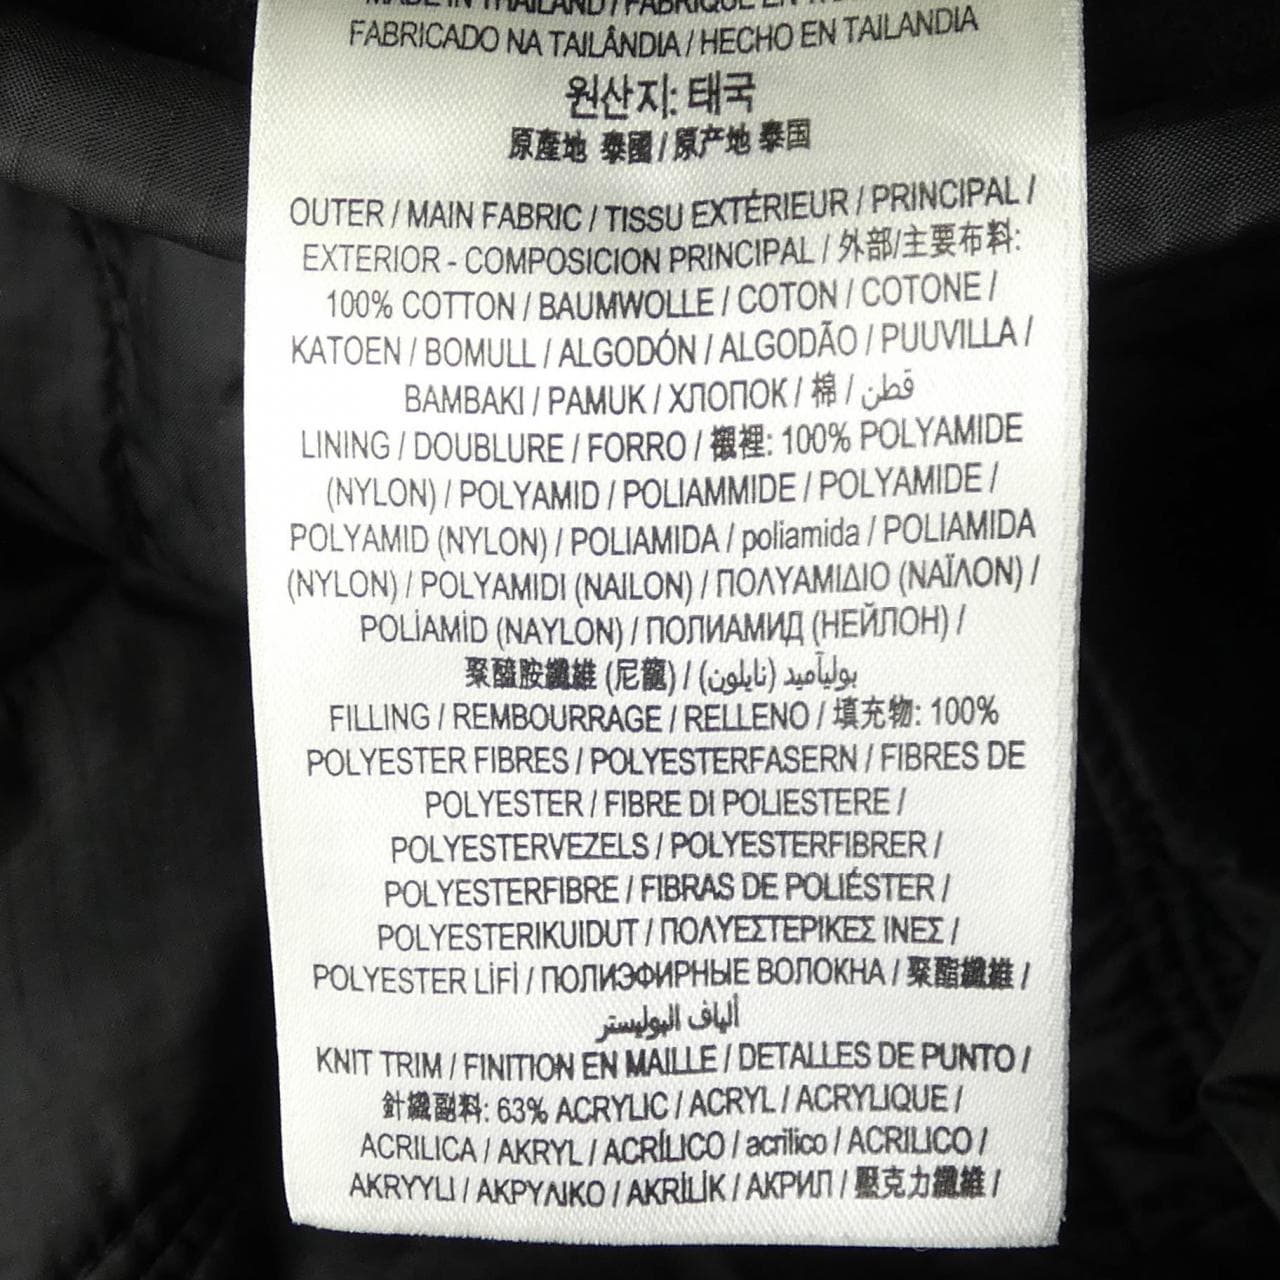 MADE IN THAILAND / FABRIQUÉ EN
FABRICADO NA TAILÂNDIA / HECHO EN TAILANDIA
원산지: 태국
原產地 泰國 / 原产地 泰国
OUTER / MAIN FABRIC / TISSU EXTÉRIEUR / PRINCIPAL /
EXTERIOR - COMPOSICION PRINCIPAL / 外部/主要布料:
100% COTTON / BAUMWOLLE / COTON / COTONE /
KATOEN / BOMULL / ALGODÓN / ALGODÃO / PUUVILLA /
BAMBAKI / PAMUK / ХЛОПОК / 棉 / قطن
LINING / DOUBLURE / FORRO / 襯裡: 100% POLYAMIDE
(NYLON) / POLYAMID / POLIAMMIDE / POLYAMIDE /
POLYAMID (NYLON) / POLIAMIDA / poliamida / POLIAMIDA
(NYLON) / POLYAMIDI (NAILON) / ΠΟΛΥΑΜΙΔΙΟ (ΝΑΪΛΟΝ) /
POLİAMİD (NAYLON) / ПОЛИАМИД (НЕЙЛОН) /
聚醯胺纖維 (尼龍) / بوليآميد (نايلون)
FILLING / REMBOURRAGE / RELLENO / 填充物: 100%
POLYESTER FIBRES / POLYESTERFASERN / FIBRES DE
POLYESTER / FIBRE DI POLIESTERE /
POLYESTERVEZELS / POLYESTERFIBRER /
POLYESTERFIBRE / FIBRAS DE POLIÉSTER /
POLYESTERIKUIDUT / ΠΟΛΥΕΣΤΕΡΙΚΕΣ ΙΝΕΣ /
POLYESTER LİFİ / ПОЛИЭФИРНЫЕ ВОЛОКНА / 聚酯纖維 /
ألياف البوليستر
KNIT TRIM / FINITION EN MAILLE / DETALLES DE PUNTO /
針織副料: 63% ACRYLIC / ACRYL / ACRYLIQUE /
ACRILICA / AKRYL / ACRÍLICO / acrílico / ACRILICO /
AKRYYLI / ΑΚΡΥΛΙΚΟ / AKRİLİK / АКРИЛ / 壓克力纖維 /